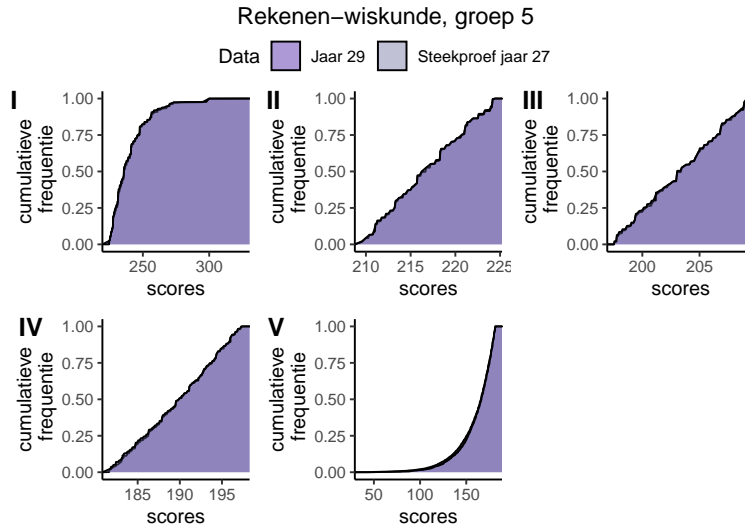 Rekenen−wiskunde, groep 5
Data Jaar 29 Steekproef jaar 27
I
cumulatieve
frequentie
1.00
0.75
0.50
0.25
0.00
250 300
scores
II
cumulatieve
frequentie
1.00
0.75
0.50
0.25
0.00
210 215 220 225
scores
III
cumulatieve
frequentie
1.00
0.75
0.50
0.25
0.00
200 205
scores
IV
cumulatieve
frequentie
1.00
0.75
0.50
0.25
0.00
185 190 195
scores
V
cumulatieve
frequentie
1.00
0.75
0.50
0.25
0.00
50 100 150
scores